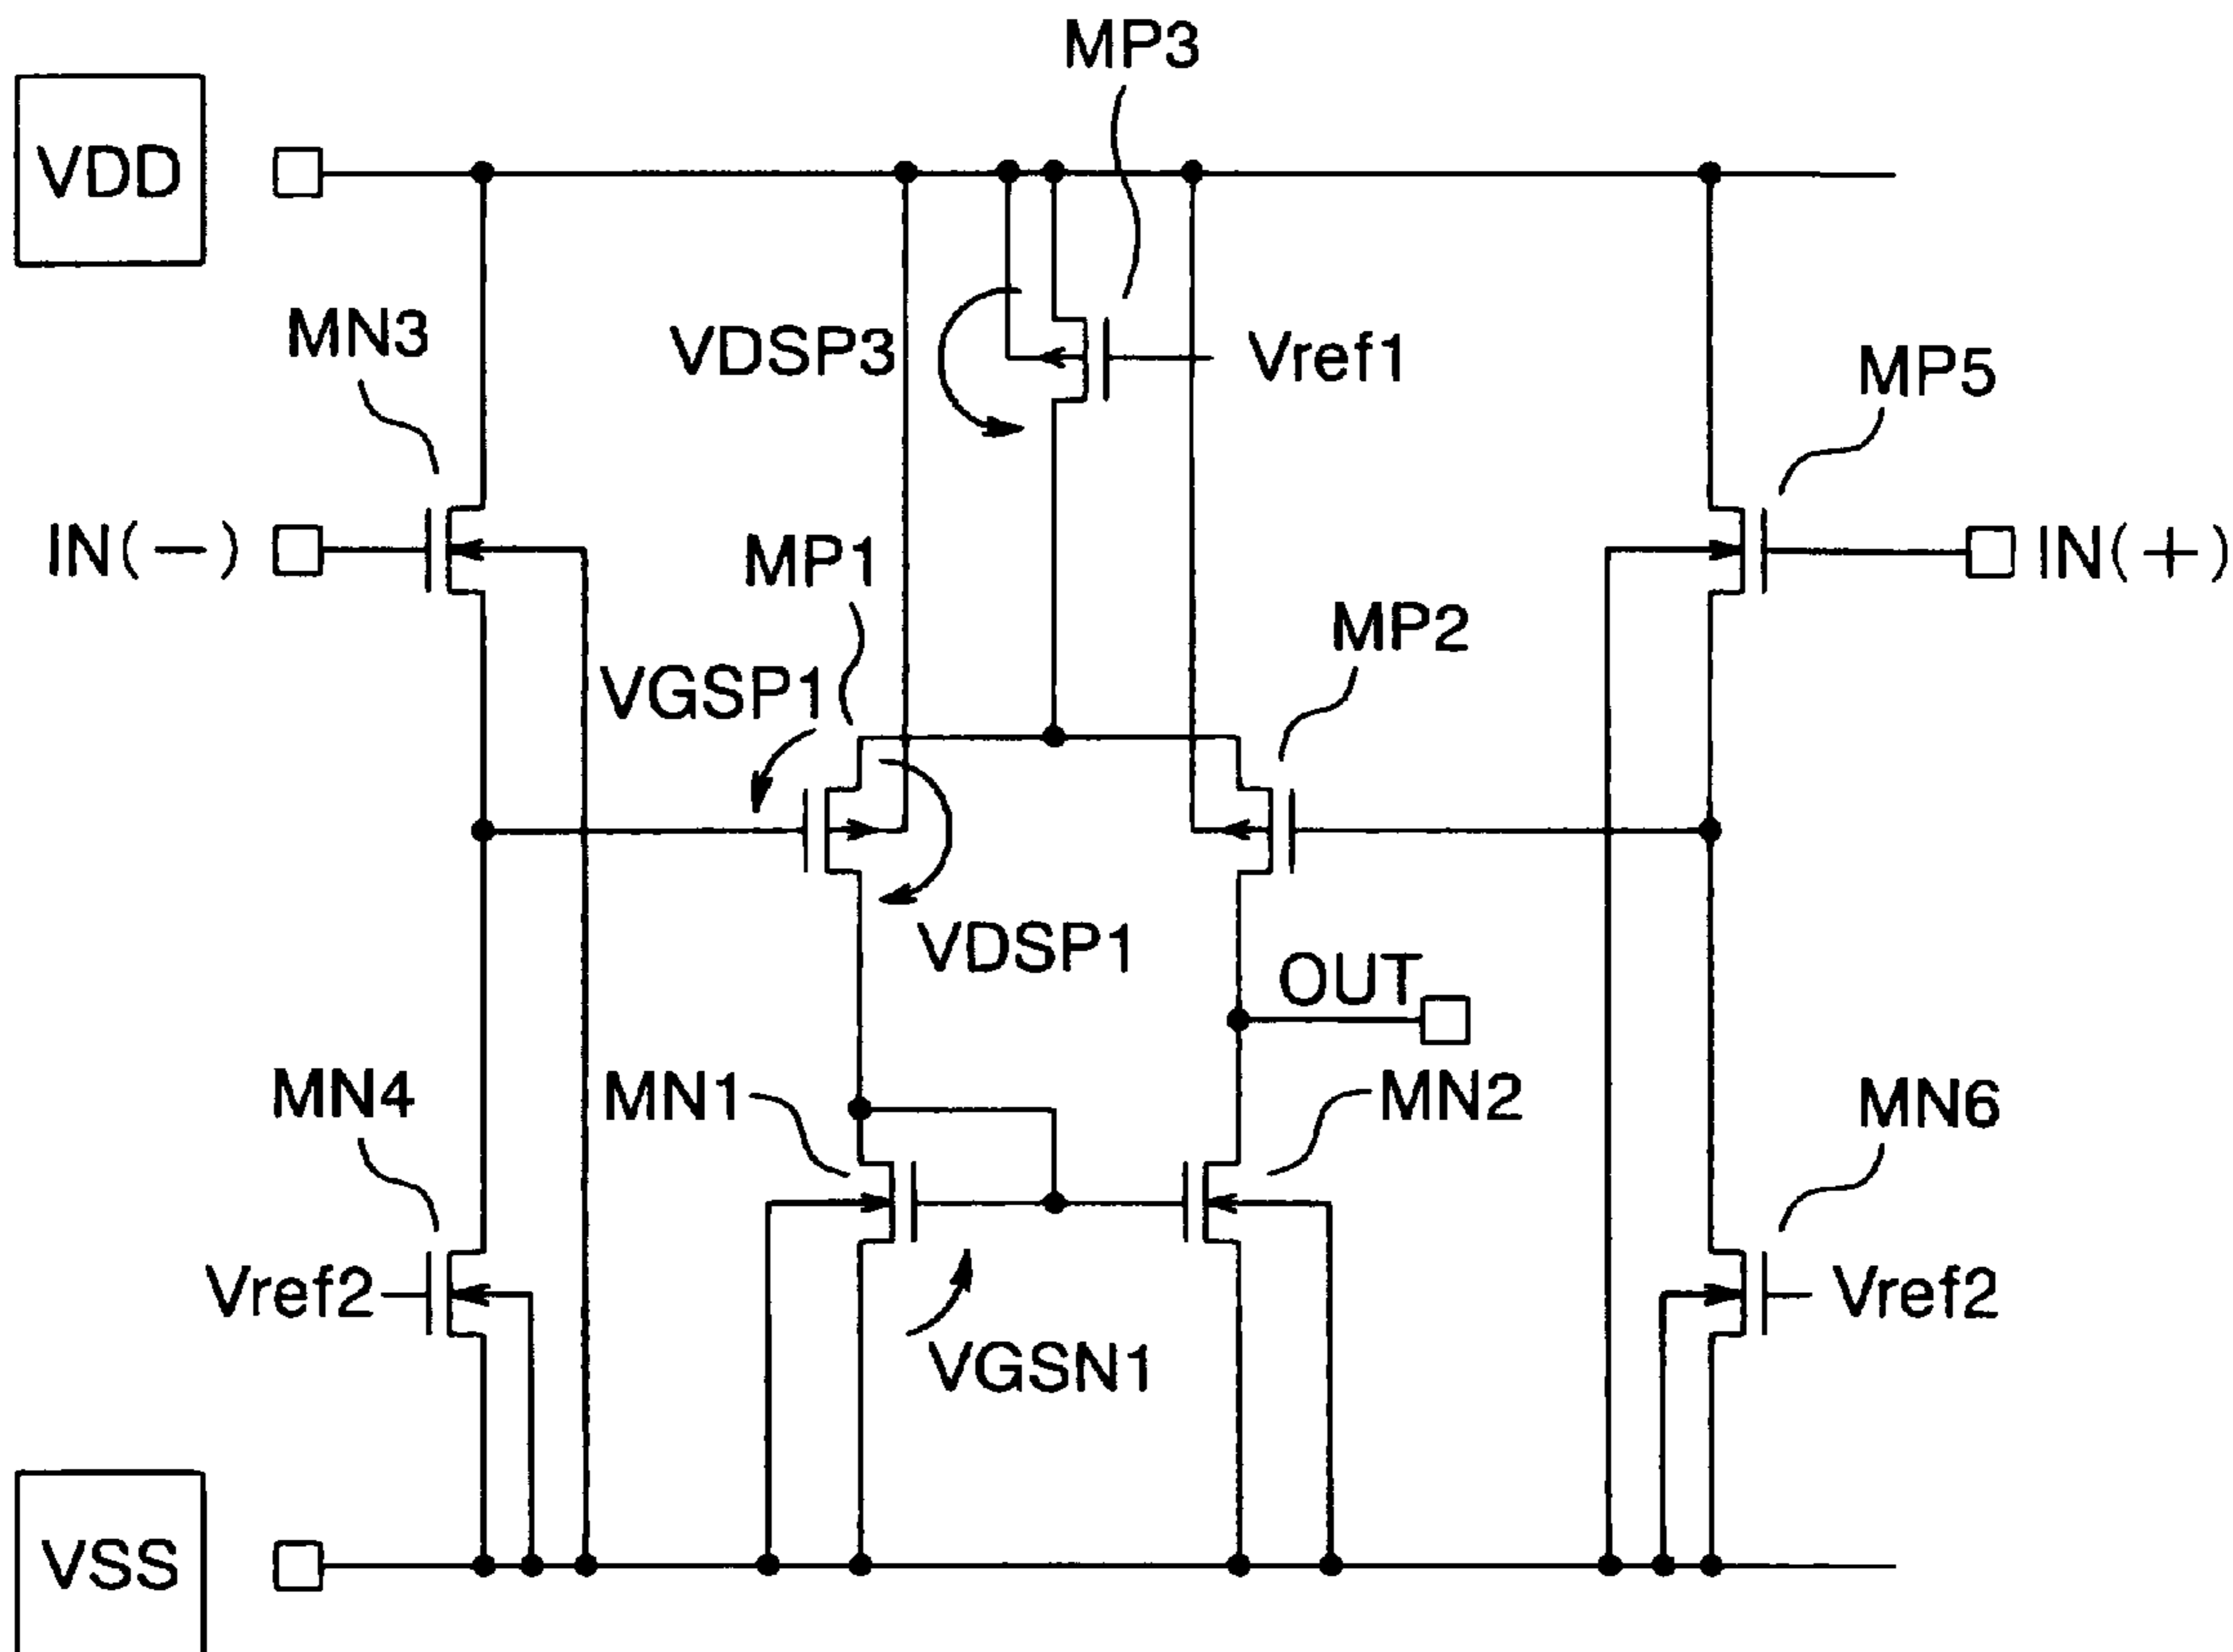 MP3
VDD
MN3
VDSP3
Vref1
MP5
IN(−)
IN(+)
MP1
MP2
VGSP1
VDSP1
OUT
MN4
MN1
MN2
MN6
Vref2
Vref2
VGSN1
VSS